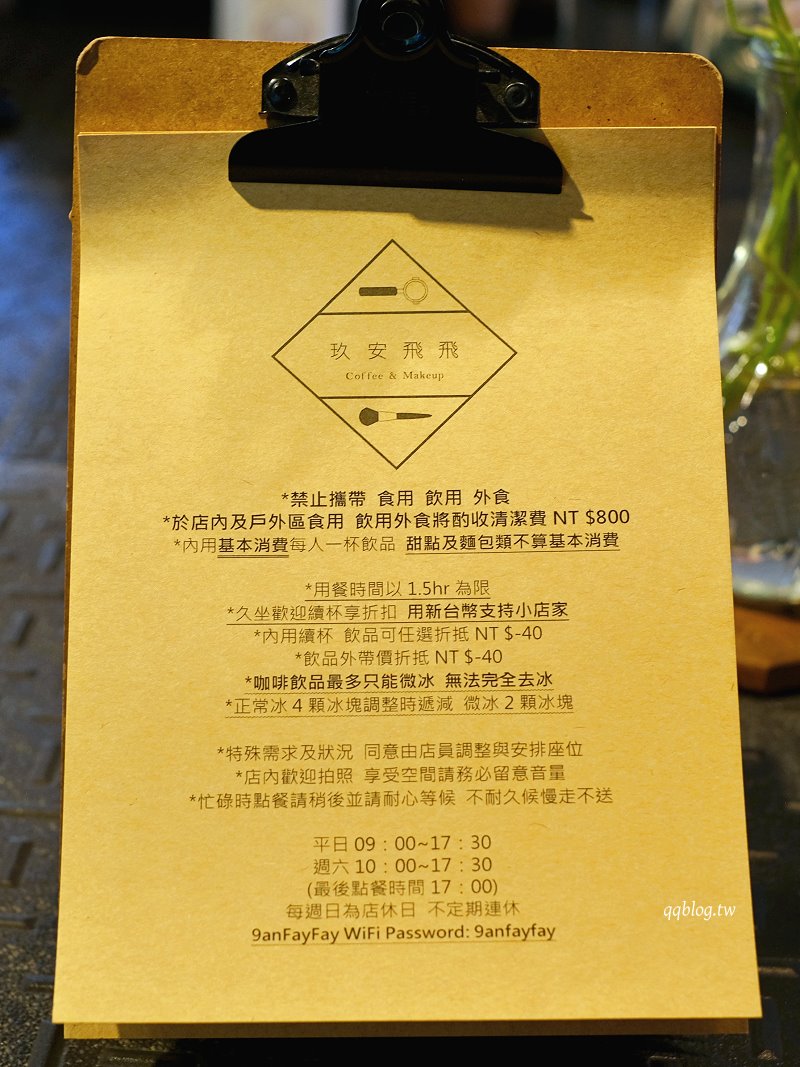 玖安飛飛
Coffee & Makeup
*禁止攜帶 食用 飲用 外食
*於店內及戶外區食用 飲用外食將酌收清潔費 NT $800
*內用基本消費每人一杯飲品 甜點及麵包類不算基本消費
*用餐時間以 1.5hr 為限
*久坐歡迎續杯享折扣 用新台幣支持小店家
*內用續杯 飲品可任選折抵 NT $-40
*飲品外帶價折抵 NT $-40
*咖啡飲品最多只能微冰 無法完全去冰
*正常冰 4 顆冰塊調整時遞減 微冰 2 顆冰塊
*特殊需求及狀況 同意由店員調整與安排座位
*店內歡迎拍照 享受空間請務必留意音量
*忙碌時點餐請稍後並請耐心等候 不耐久候慢走不送
平日 09：00~17：30
週六 10：00~17：30
(最後點餐時間 17：00)
每週日為店休日 不定期連休
9anFayFay WiFi Password: 9anfayfay
qqblog.tw